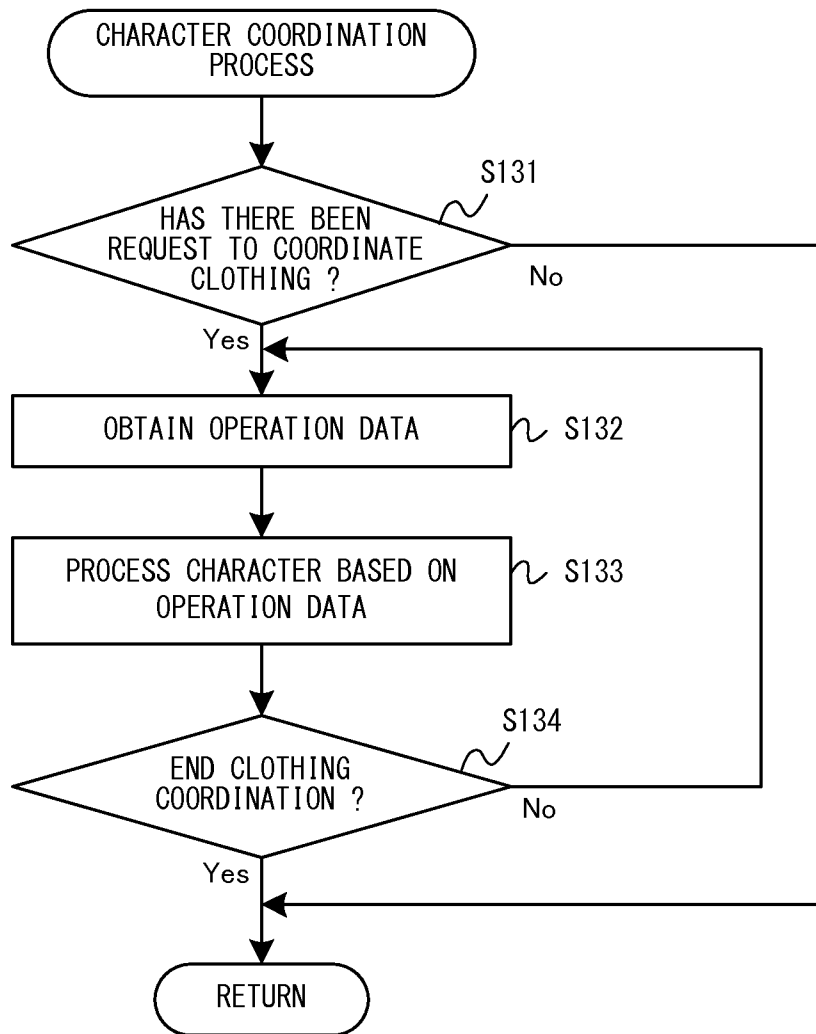 CHARACTER COORDINATION
PROCESS
S131
HAS THERE BEEN
REQUEST TO COORDINATE
CLOTHING ?
No
Yes
OBTAIN OPERATION DATA
S132
PROCESS CHARACTER BASED ON
OPERATION DATA
S133
S134
END CLOTHING
COORDINATION ?
No
Yes
RETURN